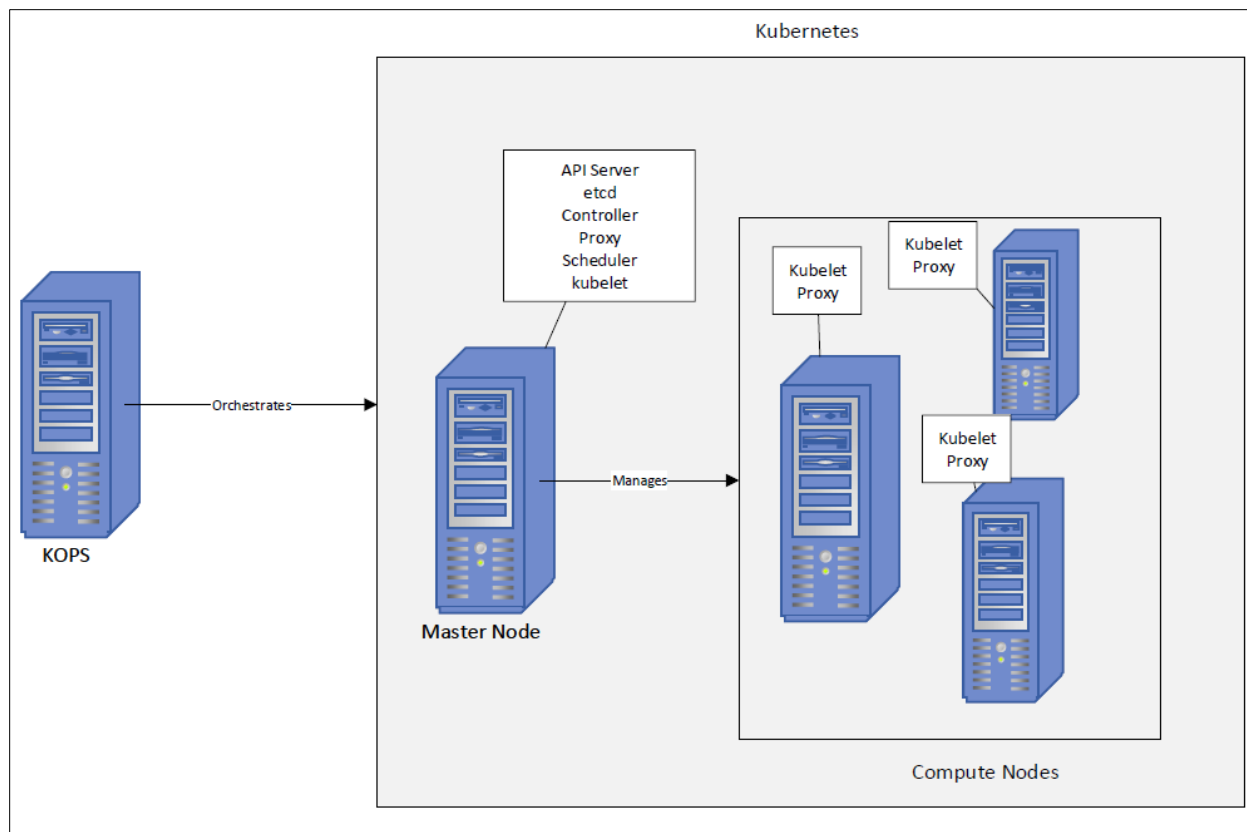 Kubernetes
API Server
etcd
Controller
Proxy
Scheduler
kubelet
Kubelet
Proxy
Kubelet
Proxy
Kubelet
Proxy
Orchestrates
Manages
KOPS
Master Node
Compute Nodes